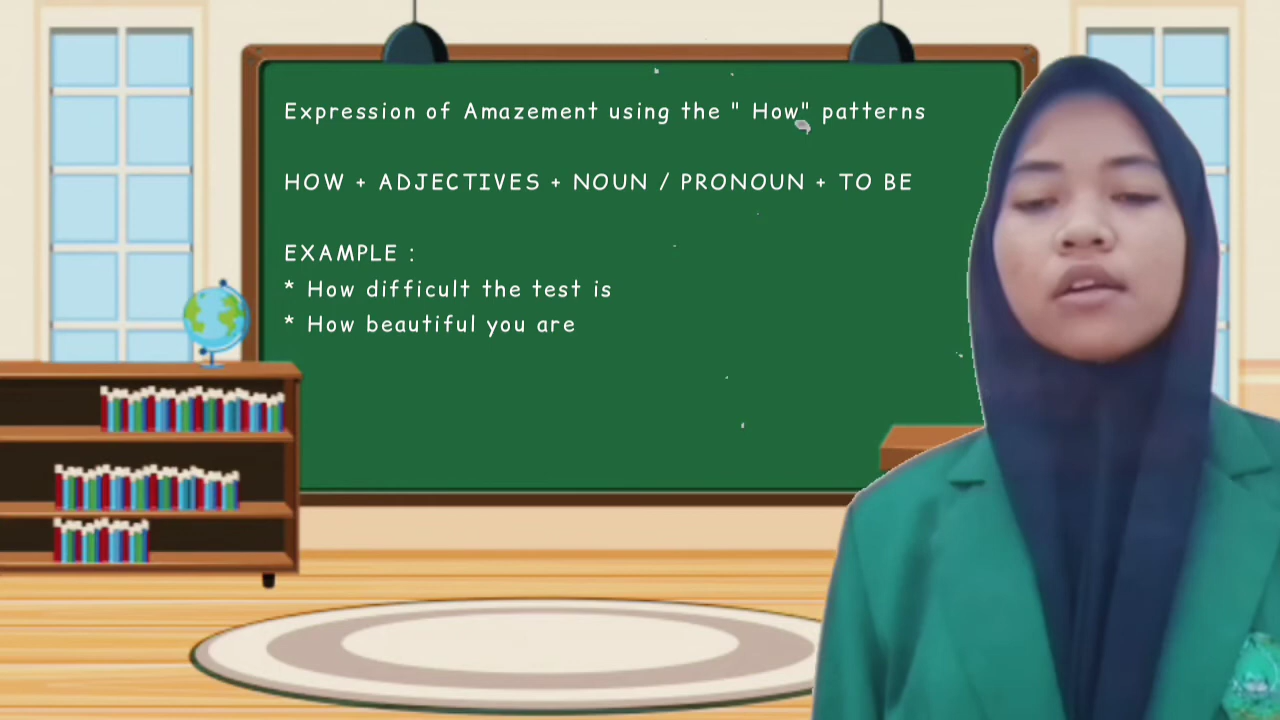 Expression of Amazement using the " How" patterns
HOW + ADJECTIVES + NOUN / PRONOUN + TO BE
EXAMPLE :
* How difficult the test is
* How beautiful you are